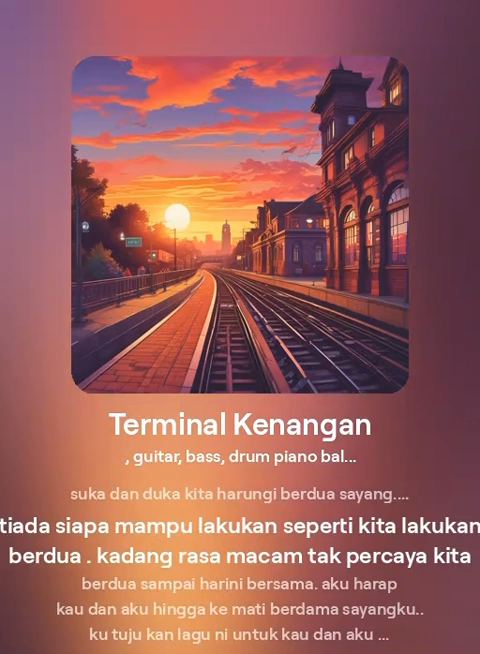 Terminal Kenangan
, guitar, bass, drum piano bal...
suka dan duka kita harungi berdua sayang....
tiada siapa mampu lakukan seperti kita lakukan
berdua . kadang rasa macam tak percaya kita
berdua sampai harini bersama. aku harap
kau dan aku hingga ke mati berdama sayangku..
ku tuju kan lagu ni untuk kau dan aku ...